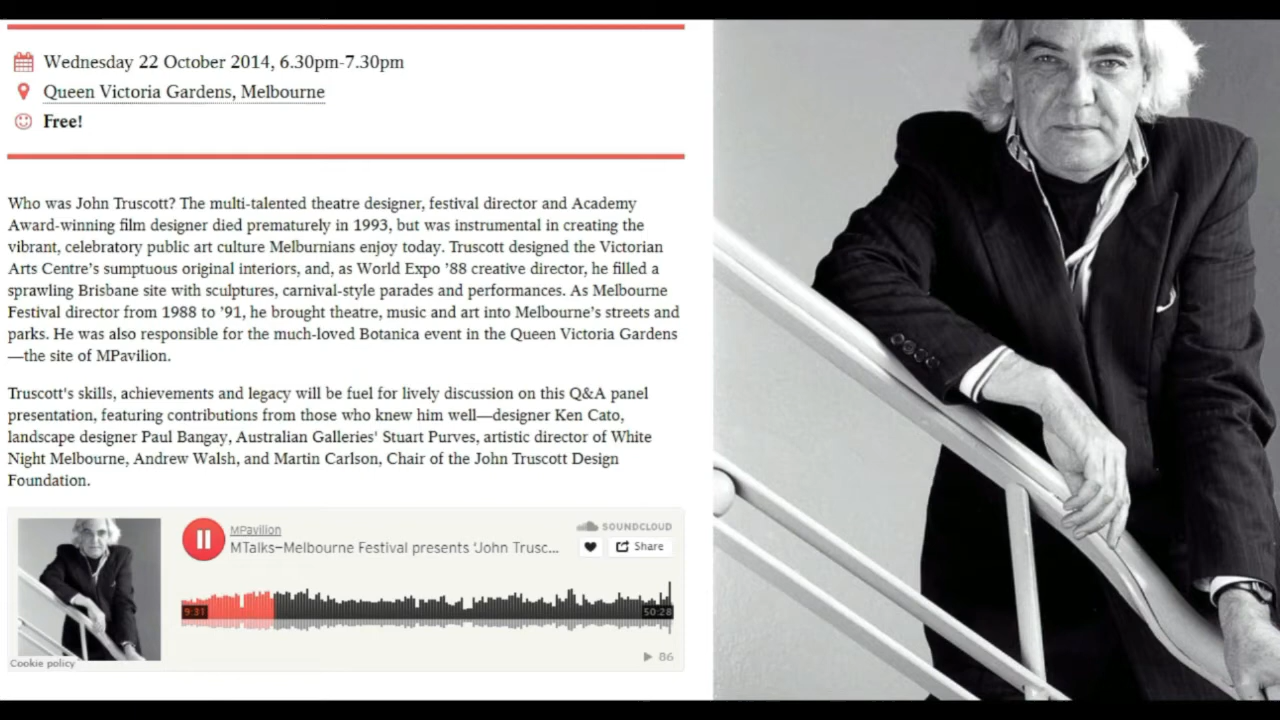 Wednesday 22 October 2014, 6.30pm-7.30pm
Queen Victoria Gardens, Melbourne
Free!
Who was John Truscott? The multi-talented theatre designer, festival director and Academy
Award-winning film designer died prematurely in 1993, but was instrumental in creating the
vibrant, celebratory public art culture Melburnians enjoy today. Truscott designed the Victorian
Arts Centre's sumptuous original interiors, and, as World Expo '88 creative director, he filled a
sprawling Brisbane site with sculptures, carnival-style parades and performances. As Melbourne
Festival director from 1988 to '91, he brought theatre, music and art into Melbourne's streets and
parks. He was also responsible for the much-loved Botanica event in the Queen Victoria Gardens
—the site of MPavilion.
Truscott's skills, achievements and legacy will be fuel for lively discussion on this Q&A panel
presentation, featuring contributions from those who knew him well—designer Ken Cato,
landscape designer Paul Bangay, Australian Galleries' Stuart Purves, artistic director of White
Night Melbourne, Andrew Walsh, and Martin Carlson, Chair of the John Truscott Design
Foundation.
MPavilion
SOUNDCLOUD
MTalks–Melbourne Festival presents 'John Trusc...
Share
9:31
50:28
Cookie policy
86